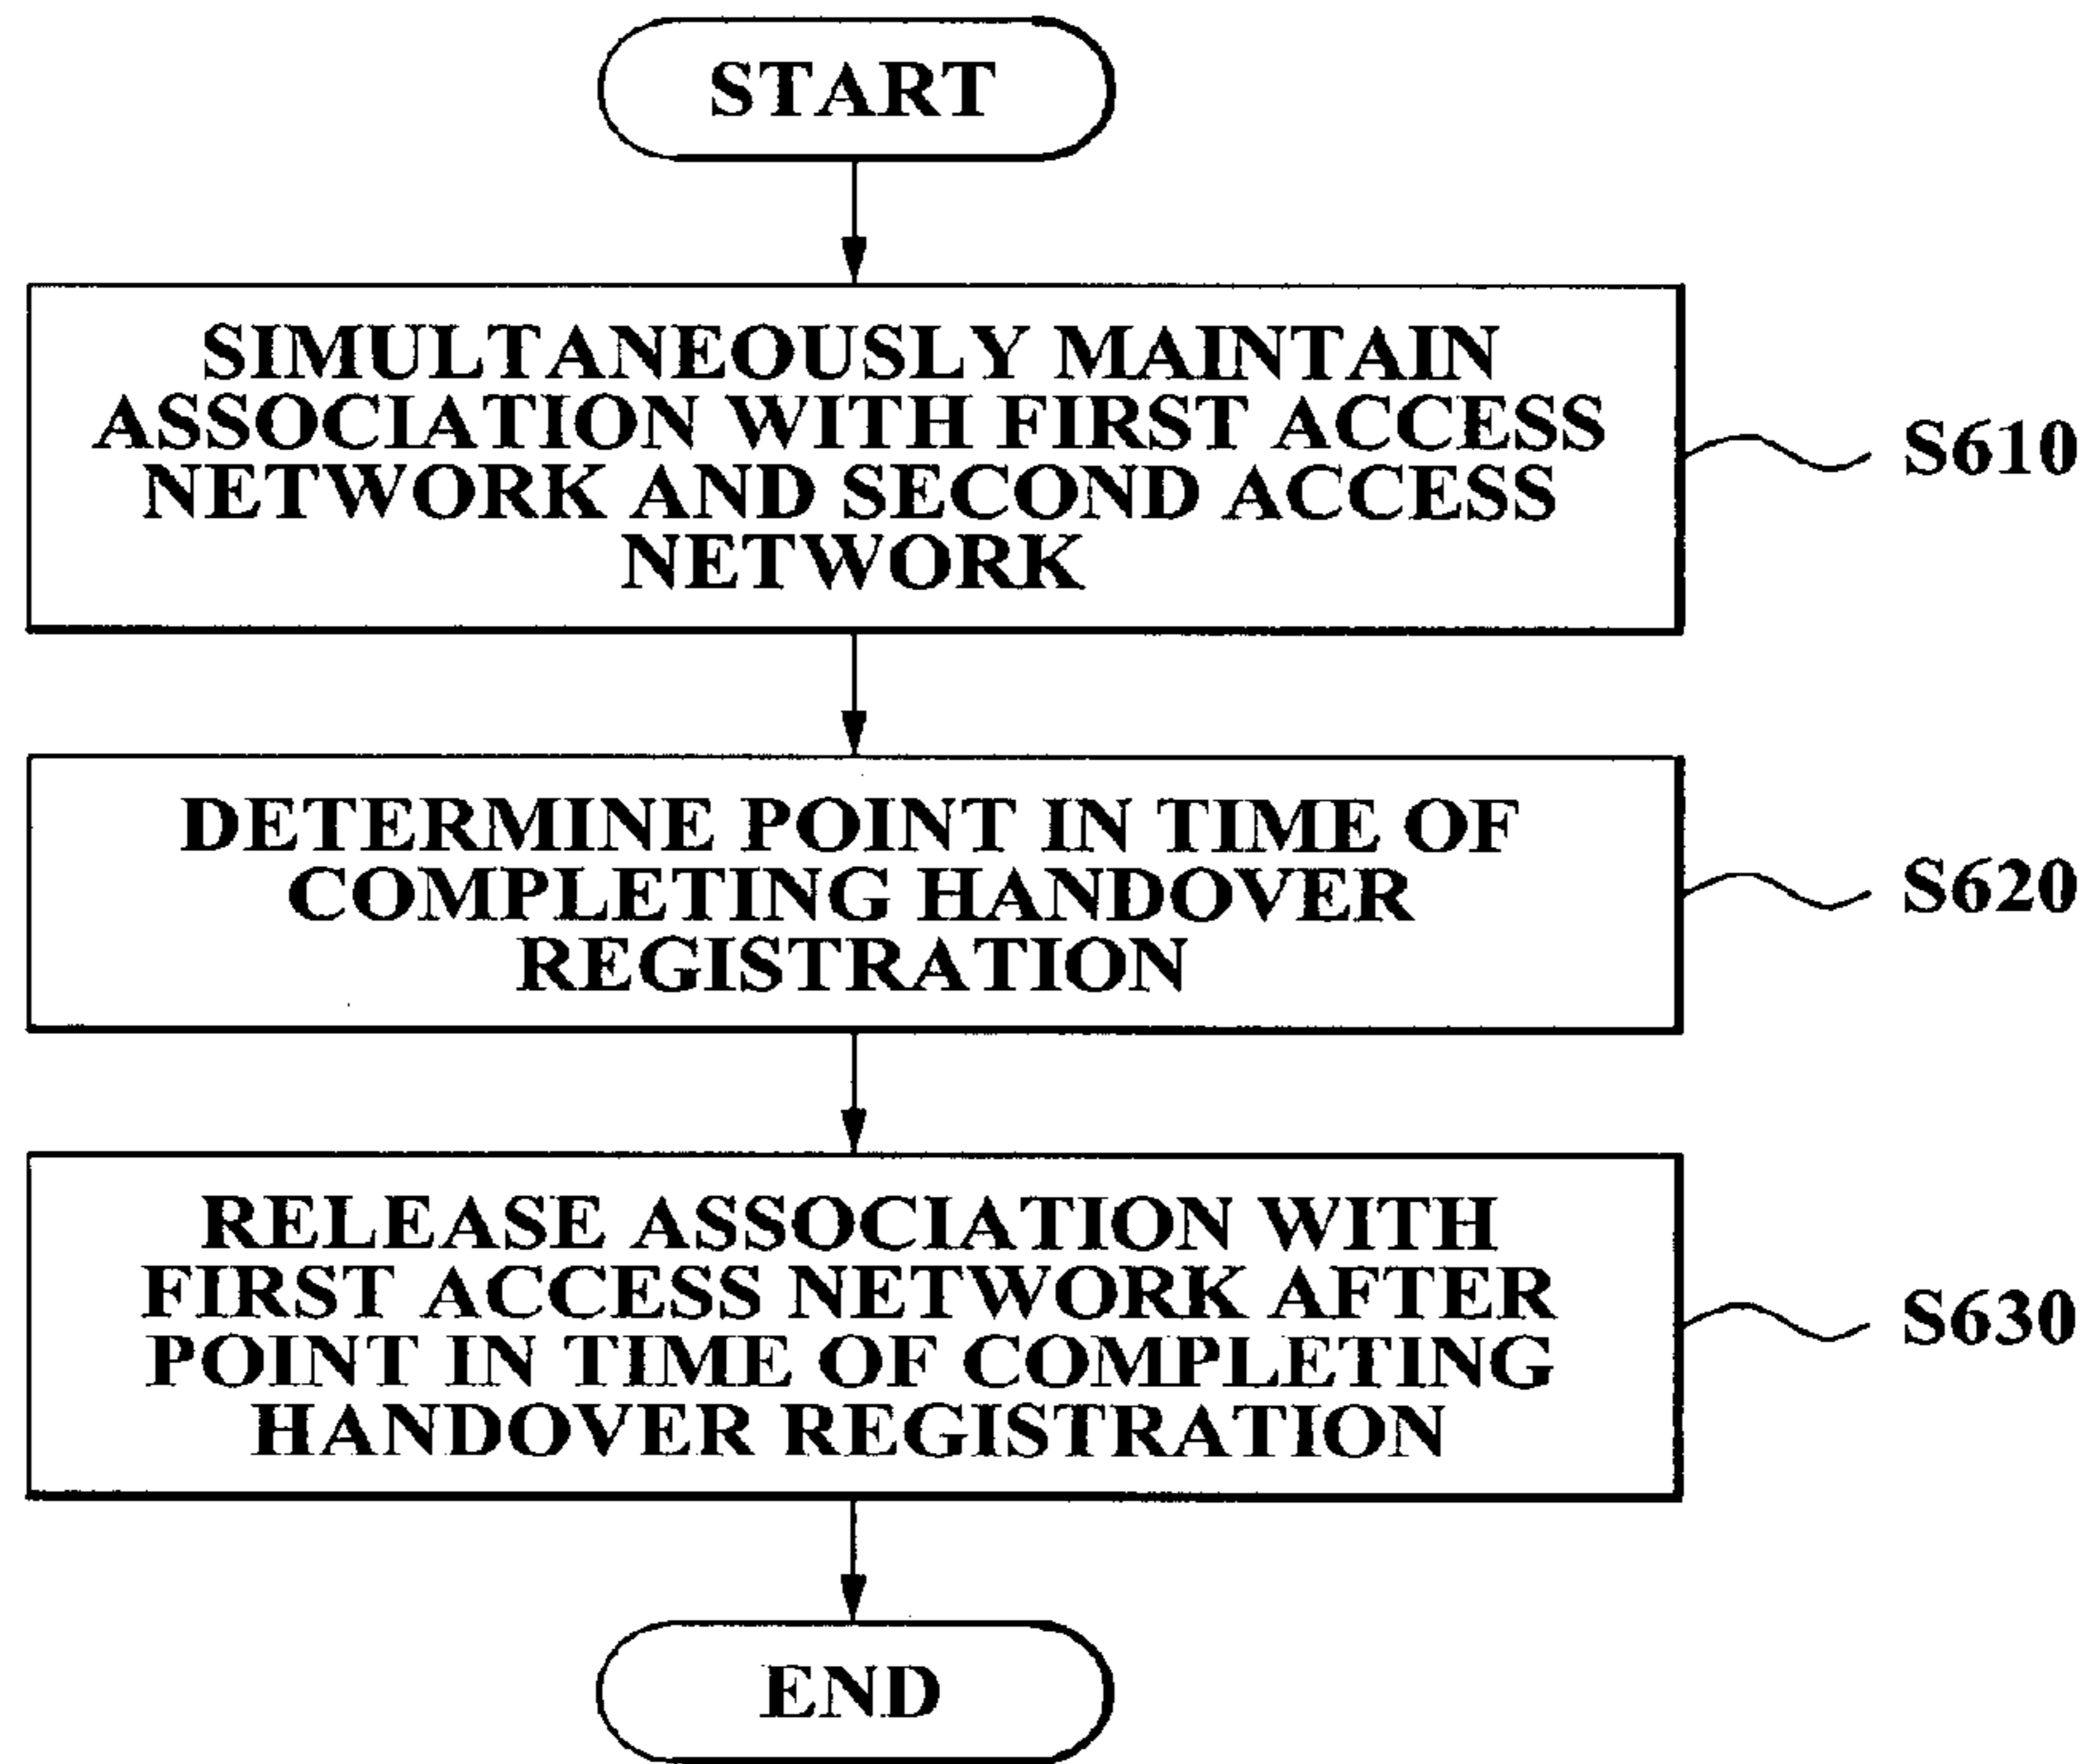 START
SIMULTANEOUSLY MAINTAIN
ASSOCIATION WITH FIRST ACCESS
NETWORK AND SECOND ACCESS
NETWORK
S610
DETERMINE POINT IN TIME OF
COMPLETING HANDOVER
REGISTRATION
S620
RELEASE ASSOCIATION WITH
FIRST ACCESS NETWORK AFTER
POINT IN TIME OF COMPLETING
HANDOVER REGISTRATION
S630
END